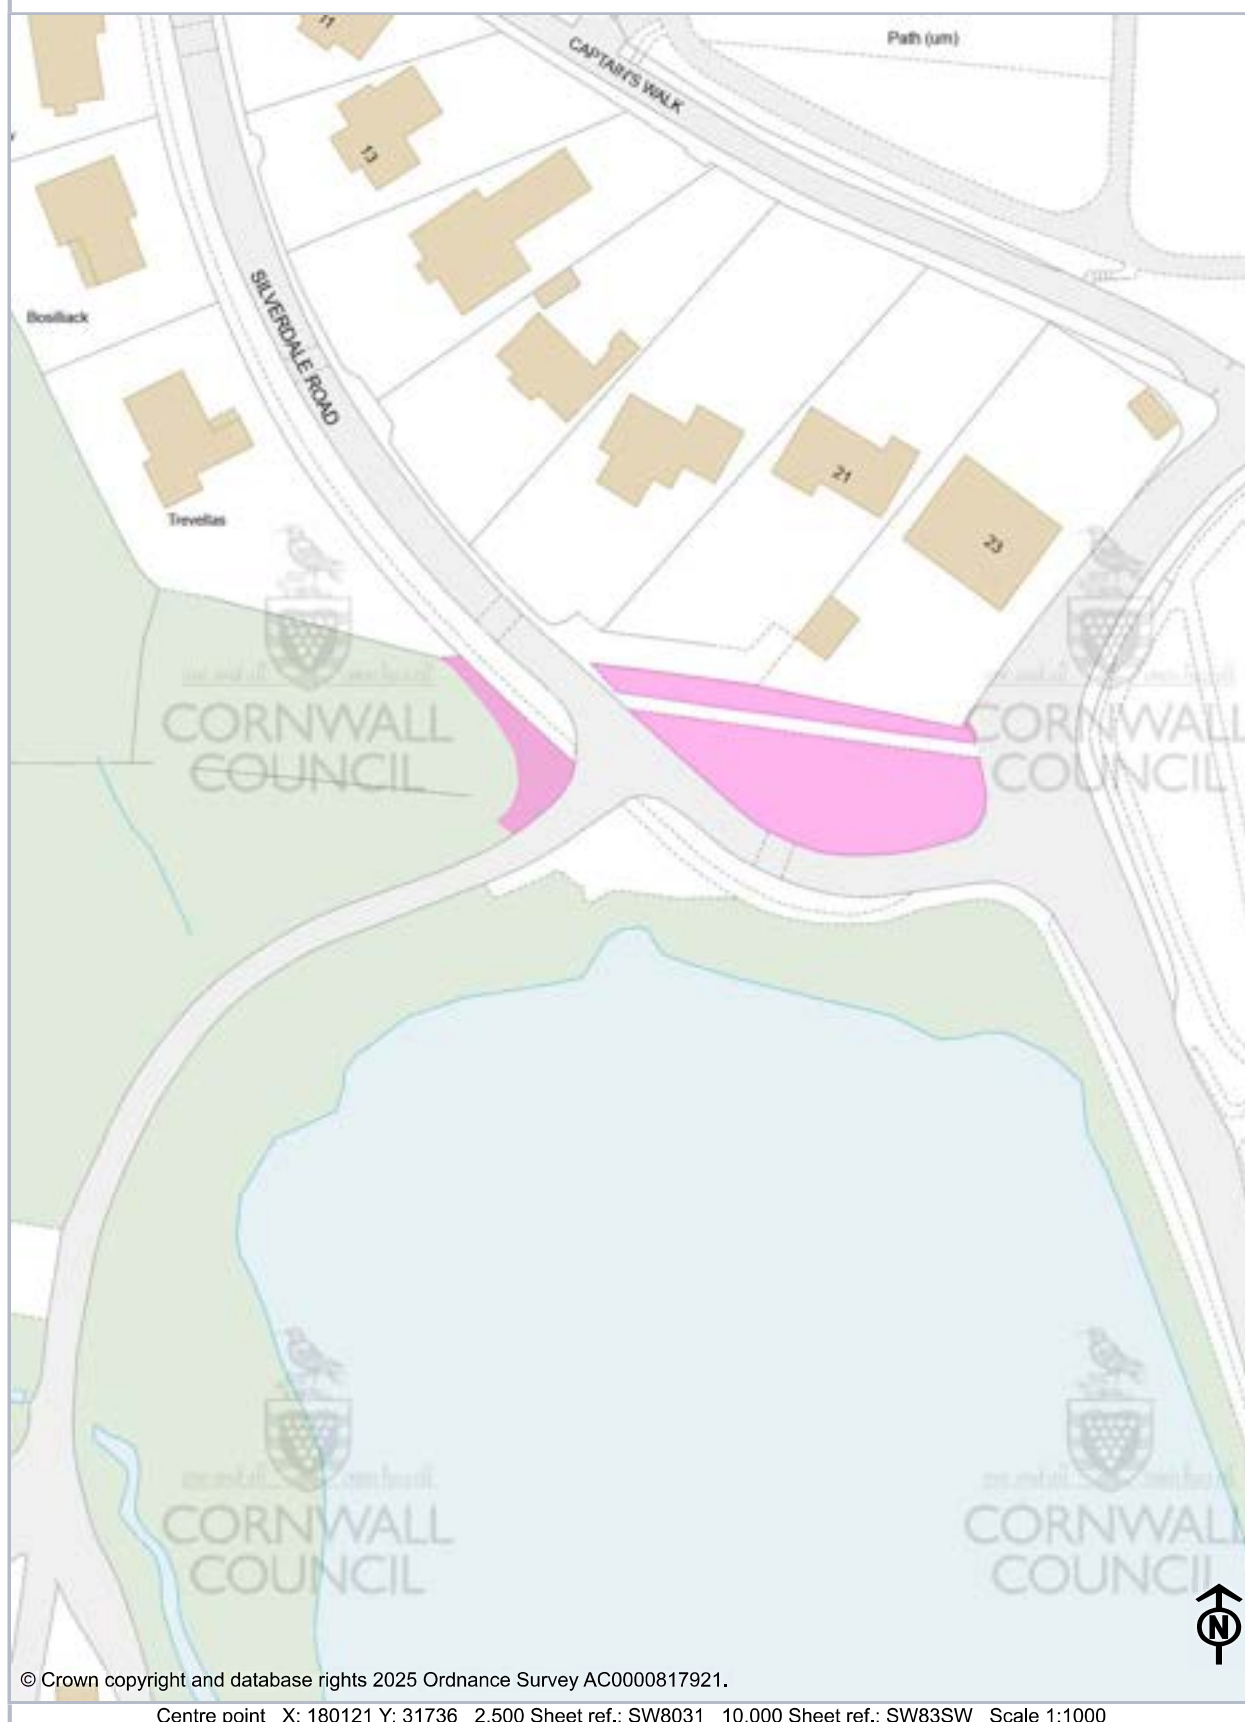 11
CAPTAIN'S WALK
Path (um)
13
SILVERDALE ROAD
Bosilliack
21
23
Trevellas
CORNWALL
COUNCIL
CORNWALL
COUNCIL
CORNWALL
COUNCIL
CORNWALL
COUNCIL
N
© Crown copyright and database rights 2025 Ordnance Survey AC0000817921.
Centre point X: 180121 Y: 31736 2,500 Sheet ref.: SW8031 10,000 Sheet ref.: SW83SW Scale 1:1000